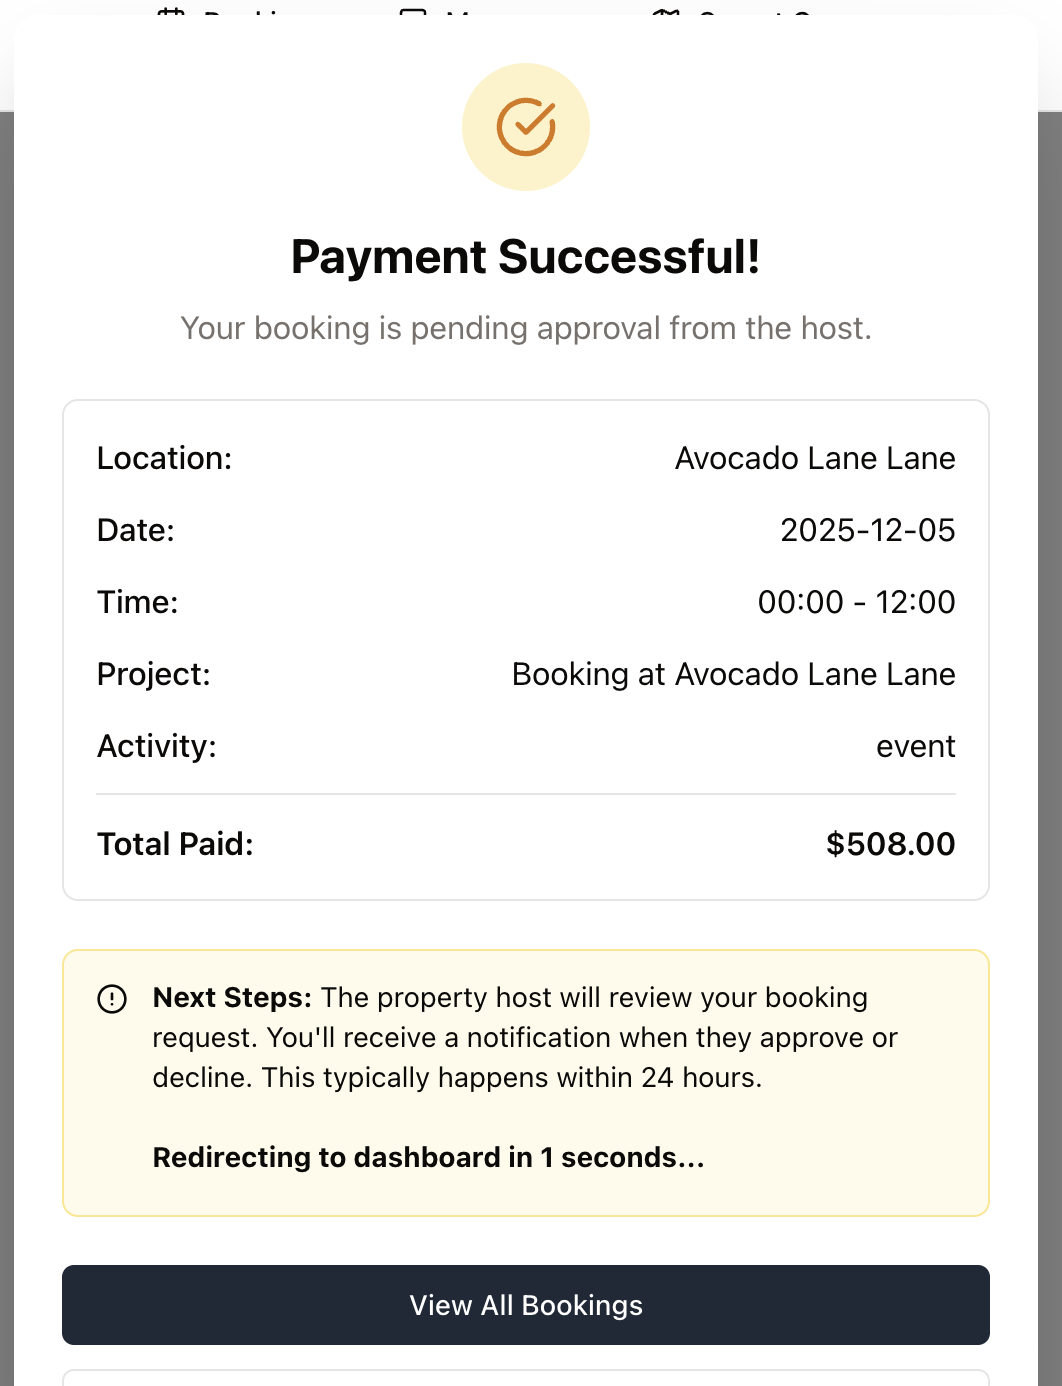 Payment Successful!
Your booking is pending approval from the host.
Location: Avocado Lane Lane
Date: 2025-12-05
Time: 00:00 - 12:00
Project: Booking at Avocado Lane Lane
Activity: event
Total Paid: $508.00
Next Steps: The property host will review your booking
request. You'll receive a notification when they approve or
decline. This typically happens within 24 hours.
Redirecting to dashboard in 1 seconds...
View All Bookings